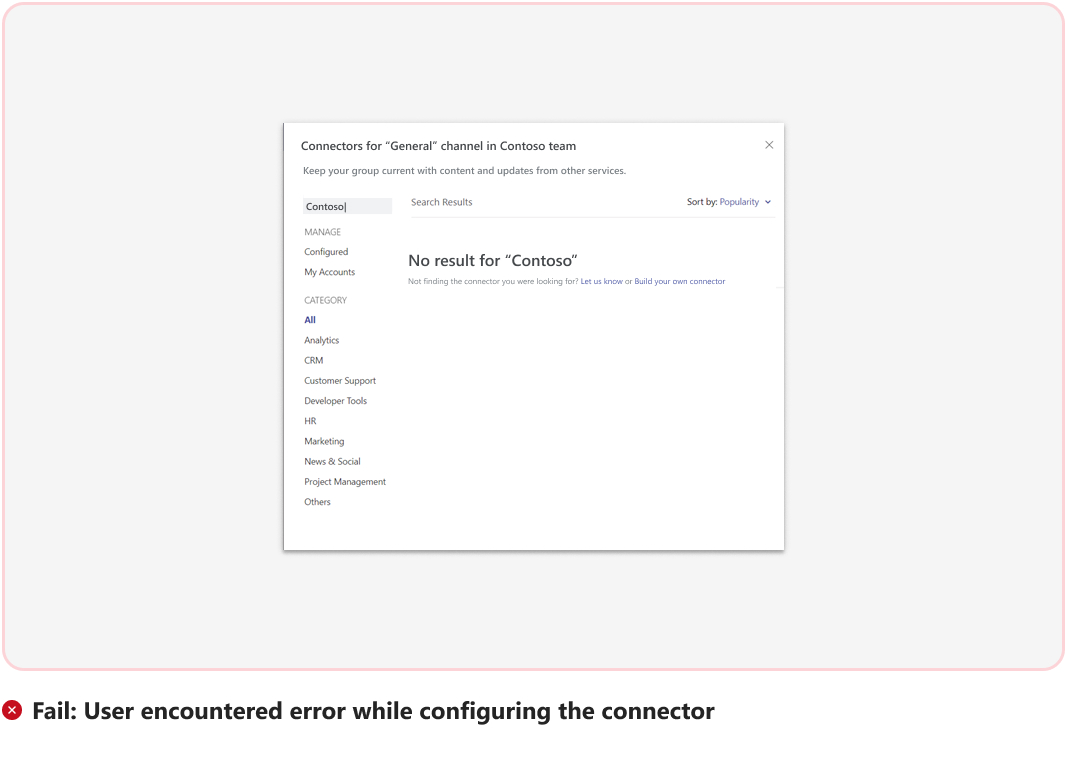 Connectors for “General” channel in Contoso team
Keep your group current with content and updates from other services.
Contoso
Search Results
Sort by: Popularity
MANAGE
Configured
My Accounts
No result for “Contoso”
Not finding the connector you were looking for? Let us know or Build your own connector
CATEGORY
All
Analytics
CRM
Customer Support
Developer Tools
HR
Marketing
News & Social
Project Management
Others
Fail: User encountered error while configuring the connector